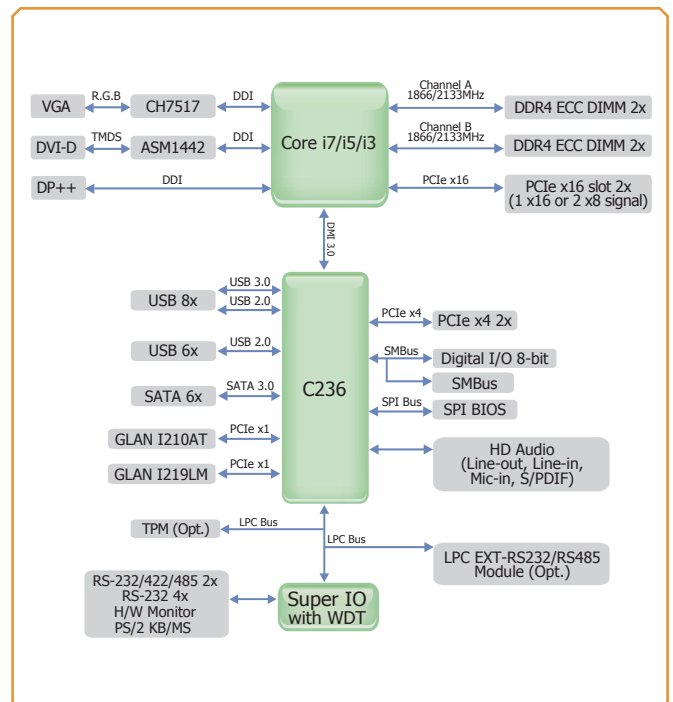 VGA
R.G.B
CH7517
DDI
Core i7/i5/i3
Channel A
1866/2133MHz
DDR4 ECC DIMM 2x
DVI-D
TMDS
ASM1442
DDI
Channel B
1866/2133MHz
DDR4 ECC DIMM 2x
DP++
DDI
PCIe x16
PCIe x16 slot 2x
(1 x16 or 2 x8 signal)
DMI 3.0
USB 8x
USB 3.0
USB 2.0
C236
PCIe x4
PCIe x4 2x
USB 6x
USB 2.0
SMBus
Digital I/O 8-bit
SMBus
SATA 6x
SATA 3.0
SPI Bus
SPI BIOS
GLAN I210AT
PCIe x1
HD Audio
(Line-out, Line-in,
Mic-in, S/PDIF)
GLAN I219LM
PCIe x1
TPM (Opt.)
LPC Bus
LPC Bus
LPC EXT-RS232/RS485
Module (Opt.)
RS-232/422/485 2x
RS-232 4x
H/W Monitor
PS/2 KB/MS
Super IO
with WDT